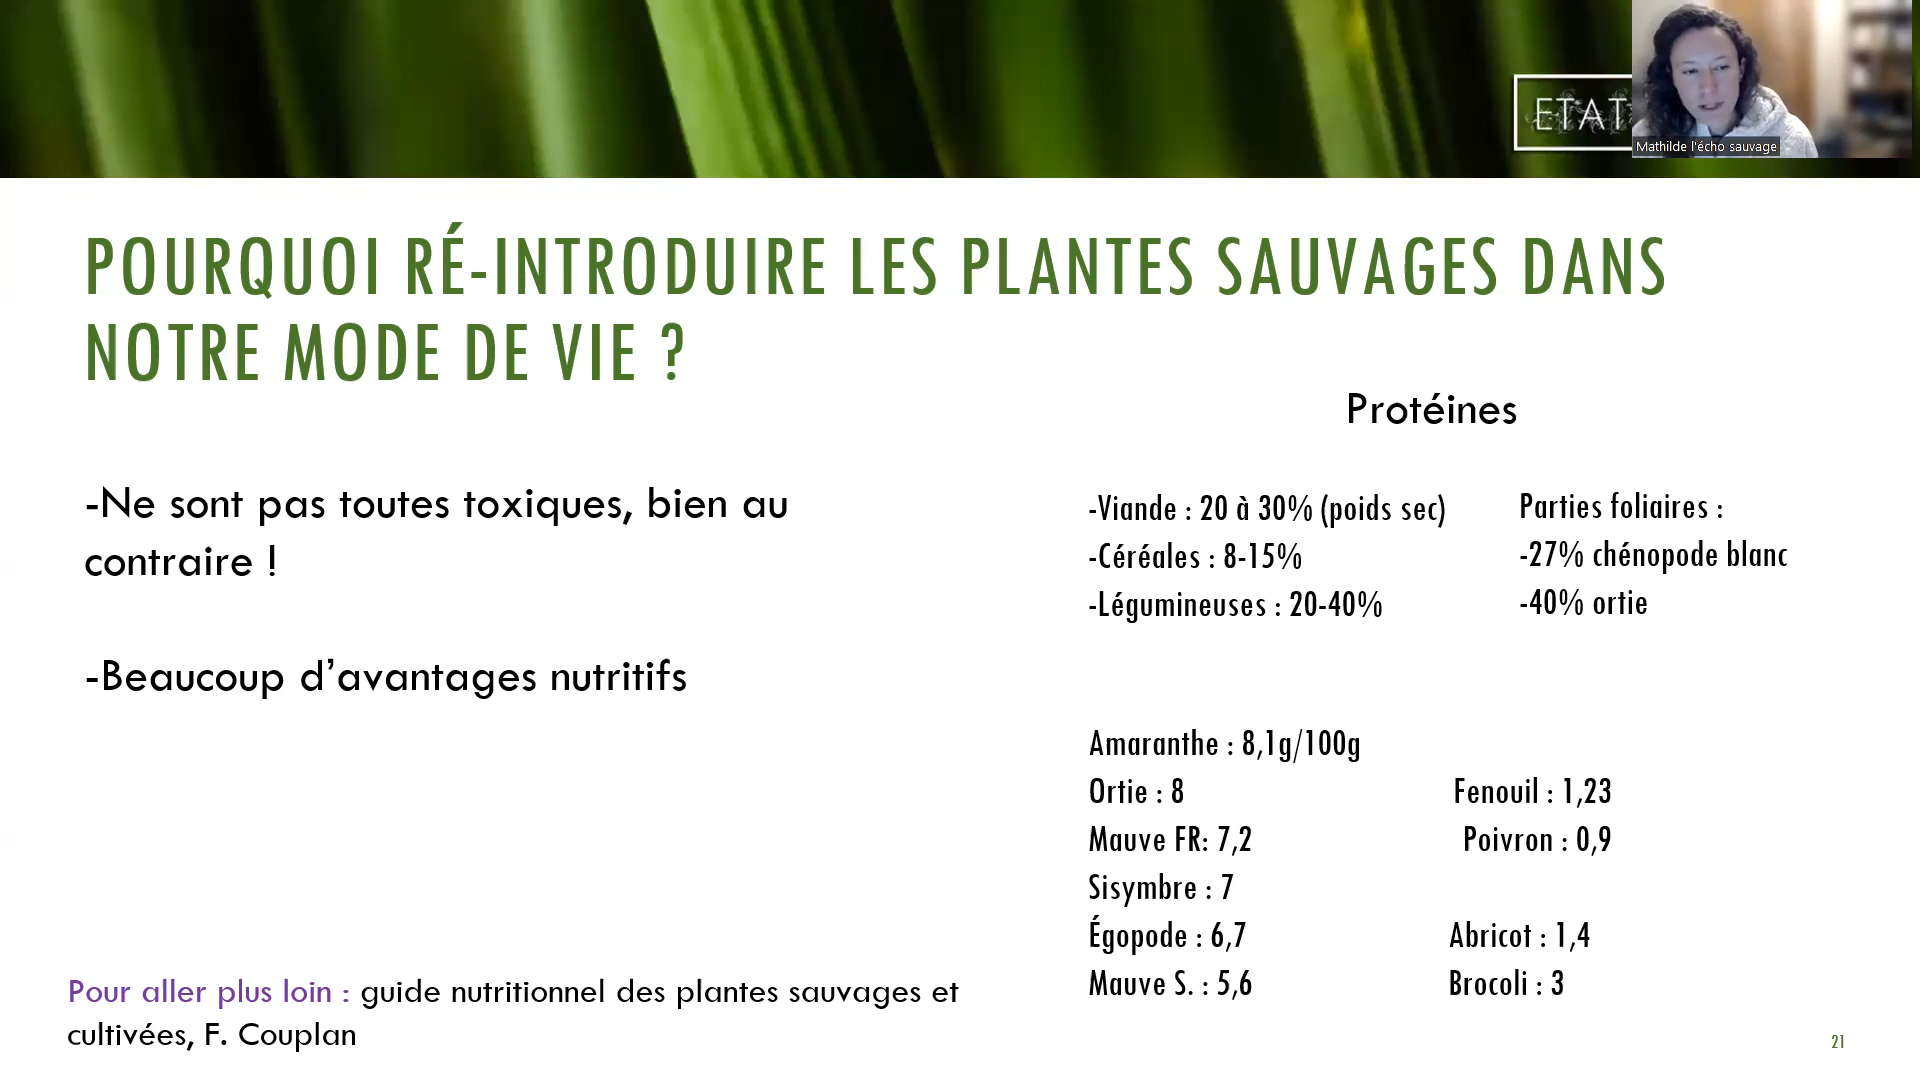 ETAT
Mathilde l'écho sauvage
POURQUOI RÉ-INTRODUIRE LES PLANTES SAUVAGES DANS
NOTRE MODE DE VIE ?
-Ne sont pas toutes toxiques, bien au
contraire !
-Beaucoup d’avantages nutritifs
Pour aller plus loin : guide nutritionnel des plantes sauvages et
cultivées, F. Couplan
Protéines
-Viande : 20 à 30% (poids sec)
-Céréales : 8-15%
-Légumineuses : 20-40%
Parties foliaires :
-27% chénopode blanc
-40% ortie
Amaranthe : 8,1g/100g
Ortie : 8
Mauve FR: 7,2
Sisymbre : 7
Égopode : 6,7
Mauve S. : 5,6
Fenouil : 1,23
Poivron : 0,9
Abricot : 1,4
Brocoli : 3
21